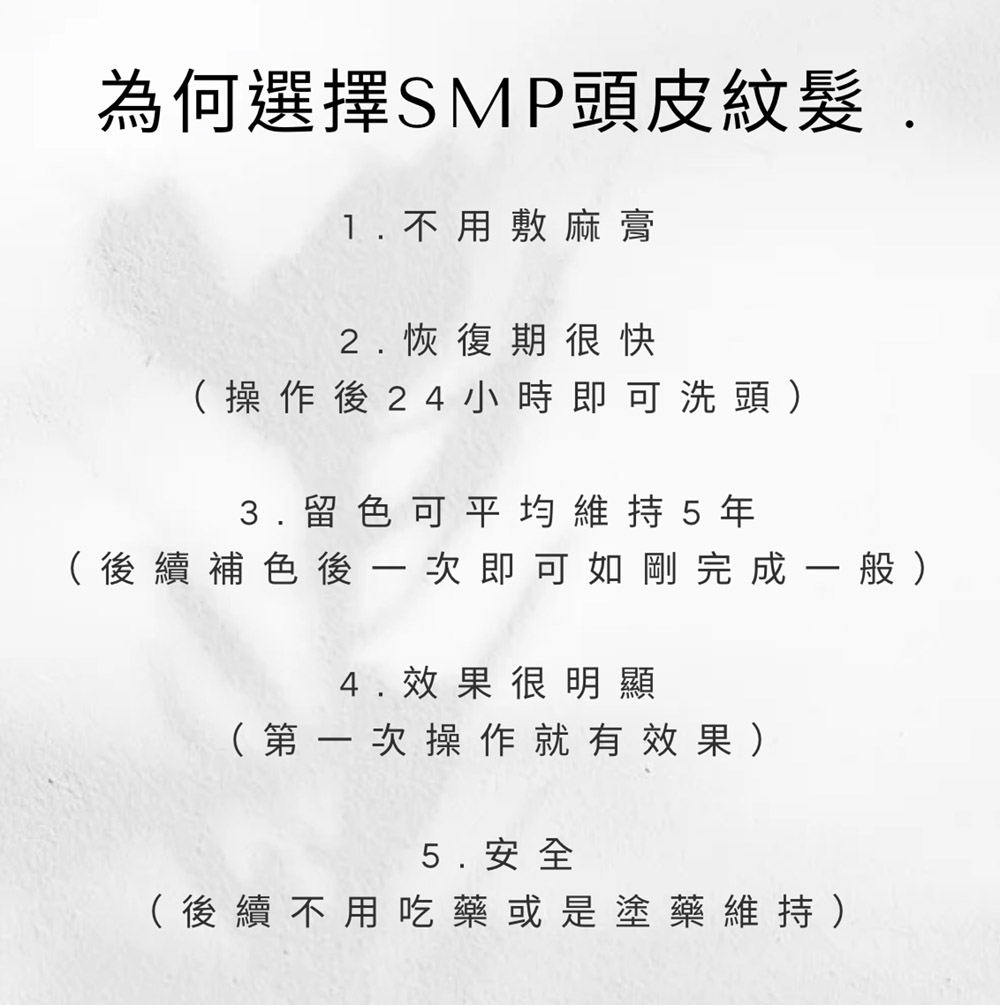 為何選擇SMP頭皮紋髮 .
1.不用敷麻膏
2.恢復期很快
（操作後24小時即可洗頭）
3.留色可平均維持5年
（後續補色後一次即可如剛完成一般）
4.效果很明顯
（第一次操作就有效果）
5.安全
（後續不用吃藥或是塗藥維持）